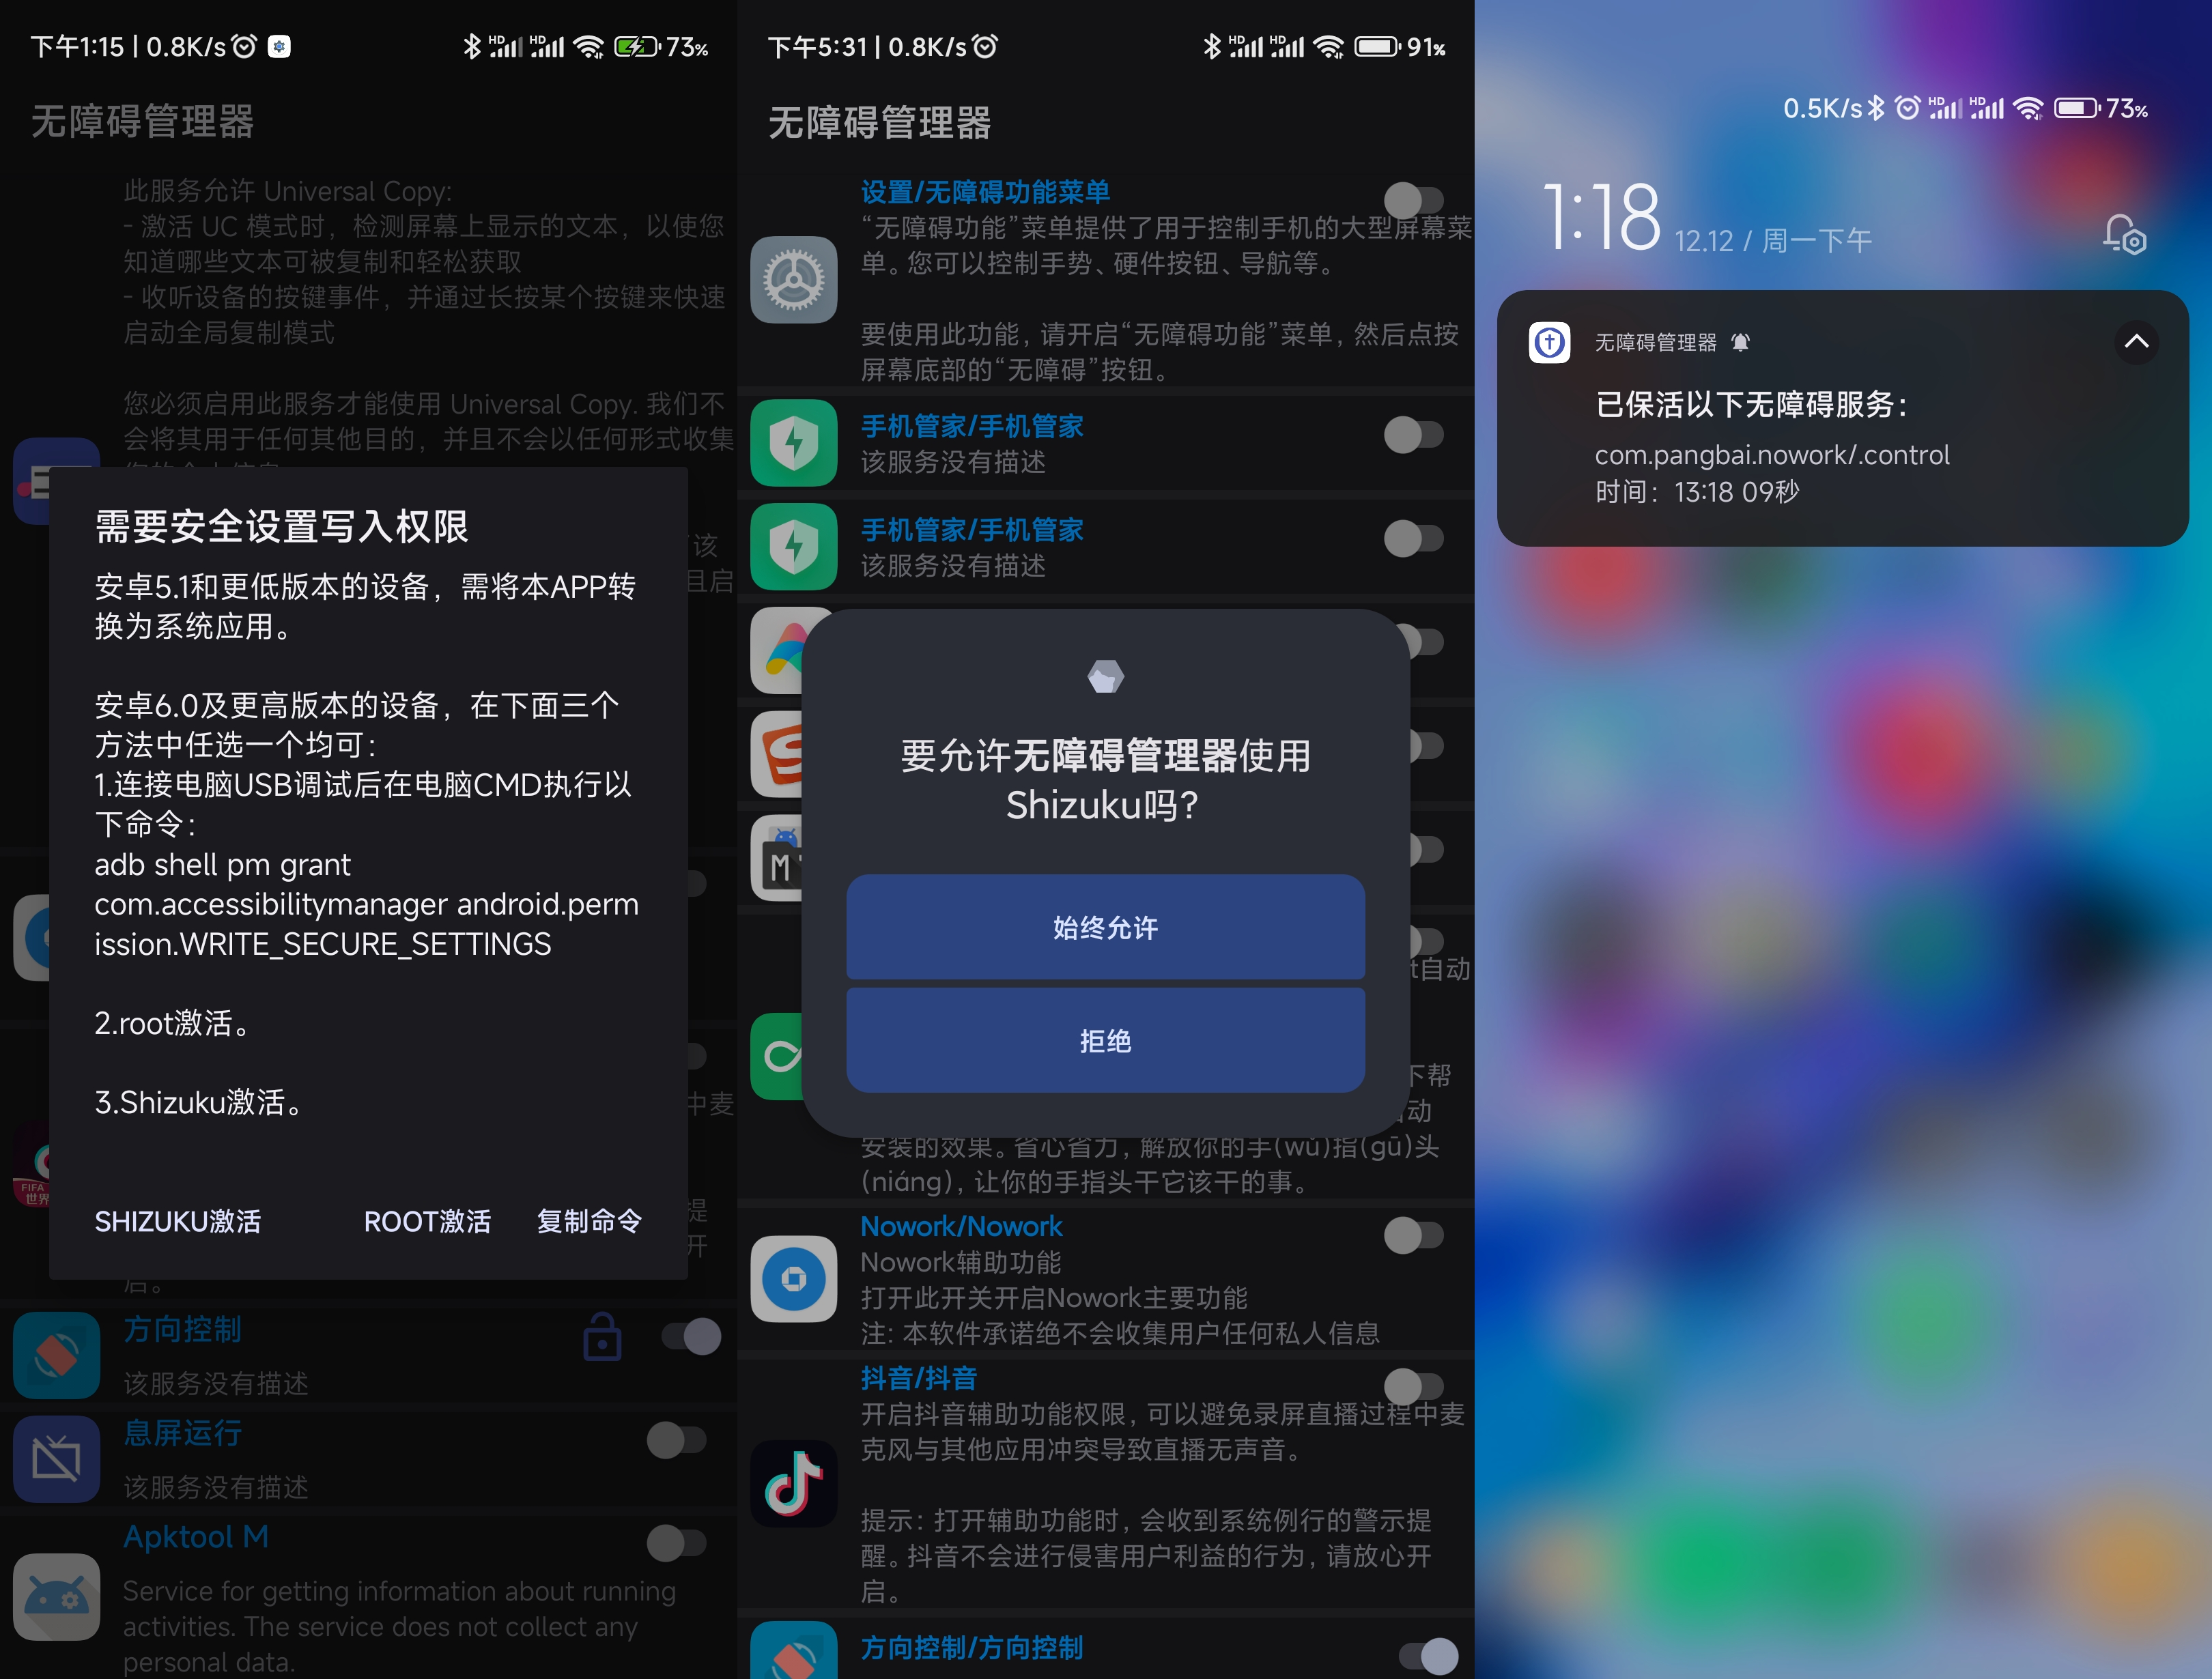 下午1:15 | 0.8K/s
HD HD 73%
无障碍管理器
此服务允许 Universal Copy:
- 激活 UC 模式时，检测屏幕上显示的文本，以使您
知道哪些文本可被复制和轻松获取
- 收听设备的按键事件，并通过长按某个按键来快速
启动全局复制模式
您必须启用此服务才能使用 Universal Copy. 我们不
会将其用于任何其他目的，并且不会以任何形式收集
该
且启
需要安全设置写入权限
安卓5.1和更低版本的设备，需将本APP转
换为系统应用。
安卓6.0及更高版本的设备，在下面三个
方法中任选一个均可：
1.连接电脑USB调试后在电脑CMD执行以
下命令：
adb shell pm grant
com.accessibilitymanager android.perm
ission.WRITE_SECURE_SETTINGS
2.root激活。
3.Shizuku激活。
SHIZUKU激活 ROOT激活 复制命令
中麦
提
开
启。
FIFA
世界
方向控制
该服务没有描述
息屏运行
该服务没有描述
Apktool M
Service for getting information about running
activities. The service does not collect any
personal data.
下午5:31 | 0.8K/s
HD HD 91%
无障碍管理器
设置/无障碍功能菜单
“无障碍功能”菜单提供了用于控制手机的大型屏幕菜
单。您可以控制手势、硬件按钮、导航等。
要使用此功能，请开启“无障碍功能”菜单，然后点按
屏幕底部的“无障碍”按钮。
手机管家/手机管家
该服务没有描述
手机管家/手机管家
该服务没有描述
M
要允许无障碍管理器使用
Shizuku吗?
始终允许
拒绝
t自动
下帮
动
安装的效果。省心省力，解放你的手(wǔ)指(gū)头
(niáng)，让你的手指头干它该干的事。
Nowork/Nowork
Nowork辅助功能
打开此开关开启Nowork主要功能
注: 本软件承诺绝不会收集用户任何私人信息
抖音/抖音
开启抖音辅助功能权限，可以避免录屏直播过程中麦
克风与其他应用冲突导致直播无声音。
提示：打开辅助功能时，会收到系统例行的警示提
醒。抖音不会进行侵害用户利益的行为，请放心开
启。
方向控制/方向控制
0.5K/s HD HD 73%
1:18 12.12 / 周一下午
无障碍管理器
已保活以下无障碍服务：
com.pangbai.nowork/.control
时间：13:18 09秒